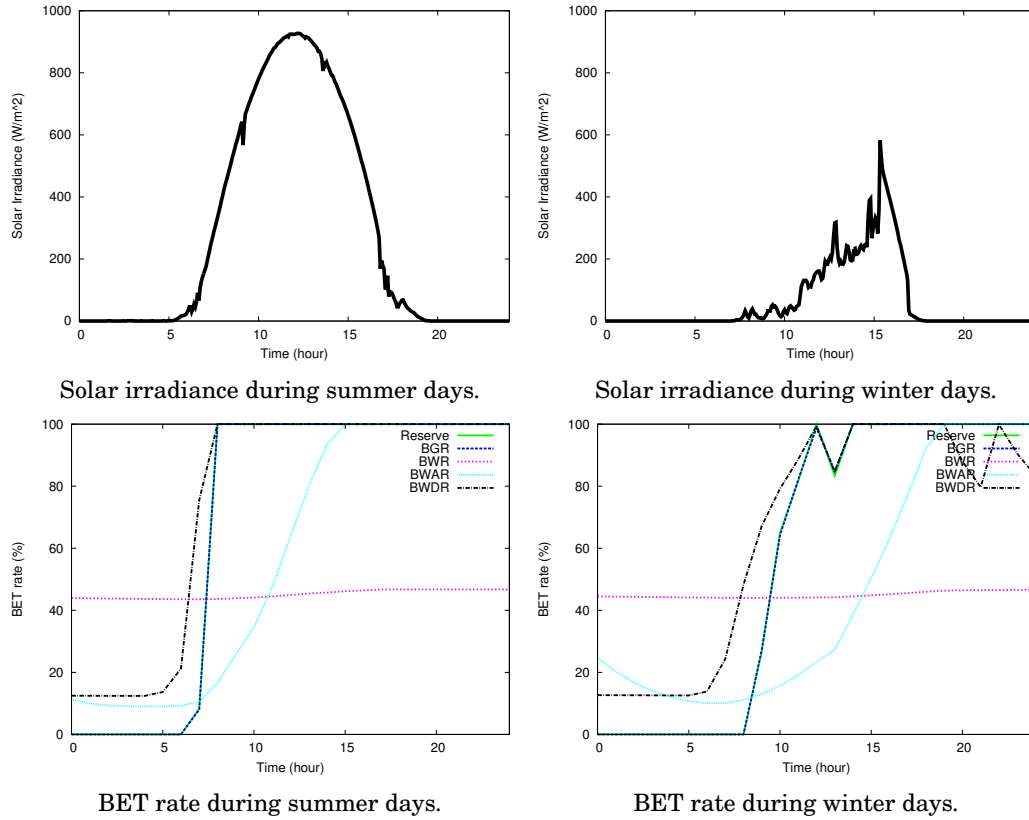 1000
800
600
400
200
0
Solar Irradiance (W/m^2)
0 5 10 15 20
Time (hour)
Solar irradiance during summer days.
1000
800
600
400
200
0
Solar Irradiance (W/m^2)
0 5 10 15 20
Time (hour)
Solar irradiance during winter days.
100
80
60
40
20
0
BET rate (%)
Reserve
BGR
BWR
BWAR
BWDR
0 5 10 15 20
Time (hour)
BET rate during summer days.
100
80
60
40
20
0
BET rate (%)
Reserve
BGR
BWR
BWAR
BWDR
0 5 10 15 20
Time (hour)
BET rate during winter days.